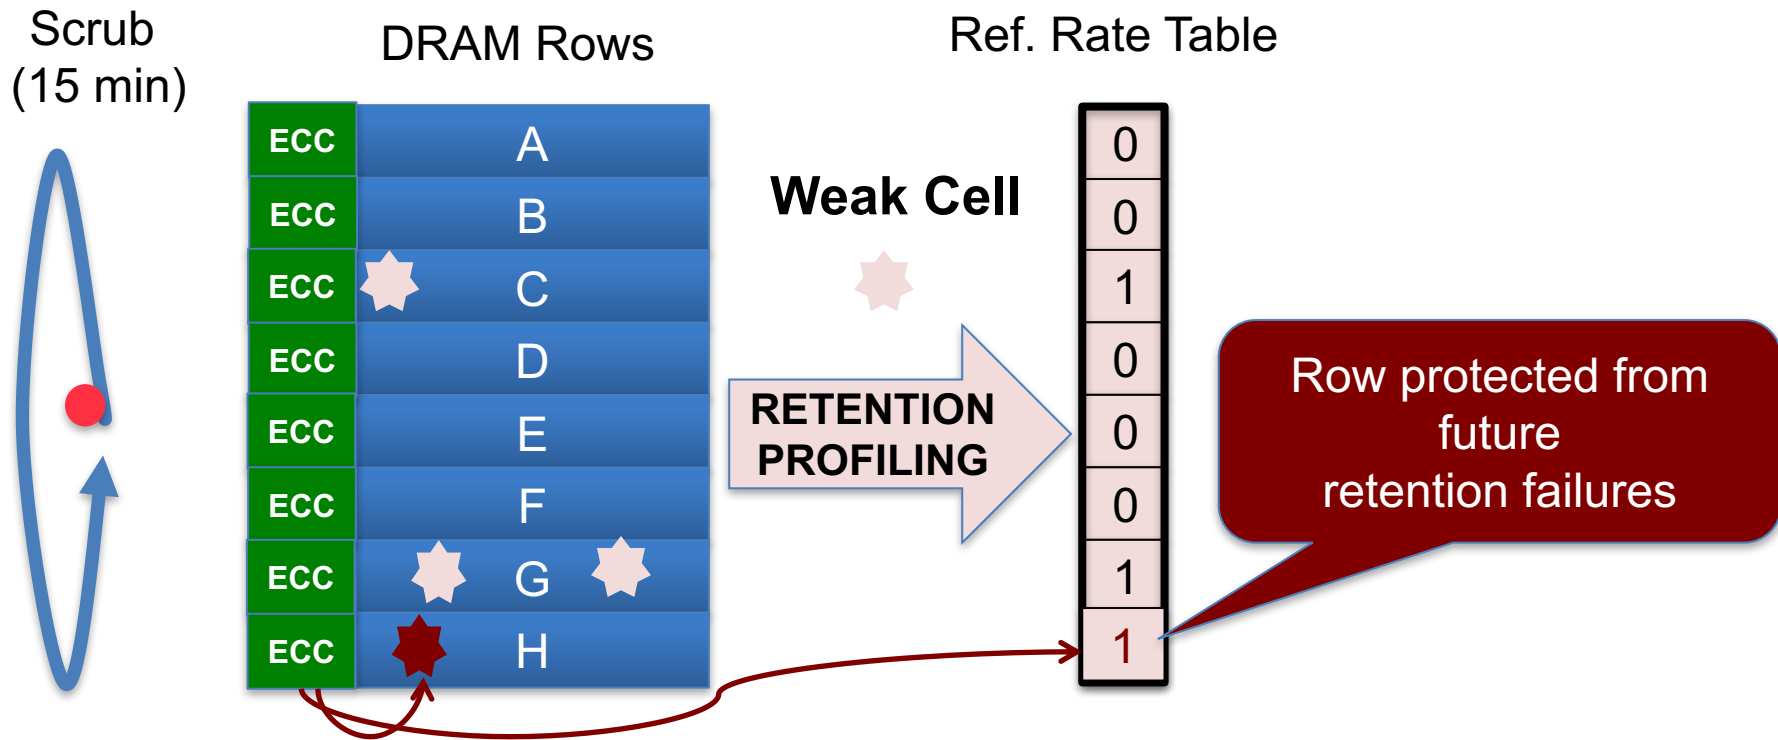 Scrub
(15 min)
DRAM Rows
Ref. Rate Table
ECC A 0
ECC B 0
Weak Cell
ECC C 1
ECC D 0
RETENTION
PROFILING
ECC E 0
ECC F 0
ECC G 1
ECC H 1
Row protected from
future
retention failures